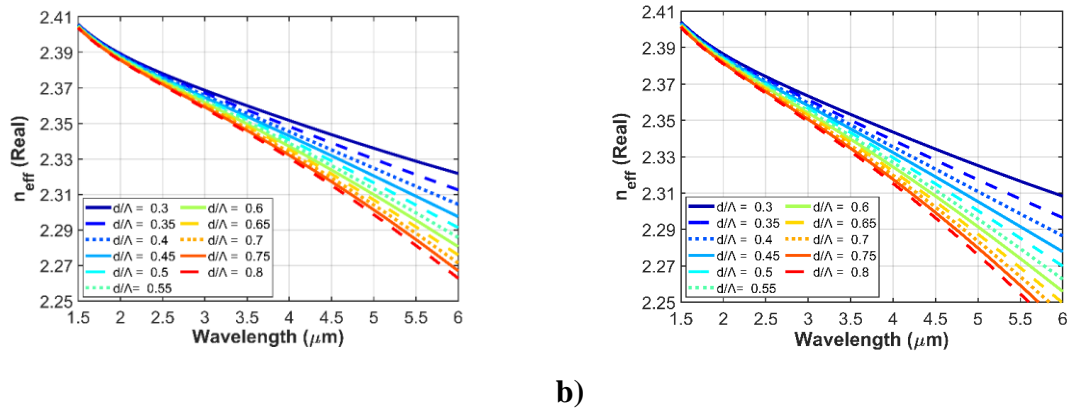 2.41
2.39
2.37
2.35
2.33
2.31
2.29
2.27
2.25
n_eff (Real)
d/Λ = 0.3
d/Λ = 0.35
d/Λ = 0.4
d/Λ = 0.45
d/Λ = 0.5
d/Λ= 0.55
d/Λ = 0.6
d/Λ = 0.65
d/Λ = 0.7
d/Λ = 0.75
d/Λ = 0.8
1.5 2 2.5 3 3.5 4 4.5 5 5.5 6
Wavelength (μm)
2.41
2.39
2.37
2.35
2.33
2.31
2.29
2.27
2.25
n_eff (Real)
d/Λ = 0.3
d/Λ = 0.35
d/Λ = 0.4
d/Λ = 0.45
d/Λ = 0.5
d/Λ = 0.55
d/Λ = 0.6
d/Λ = 0.65
d/Λ = 0.7
d/Λ = 0.75
d/Λ = 0.8
1.5 2 2.5 3 3.5 4 4.5 5 5.5 6
Wavelength (μm)
b)